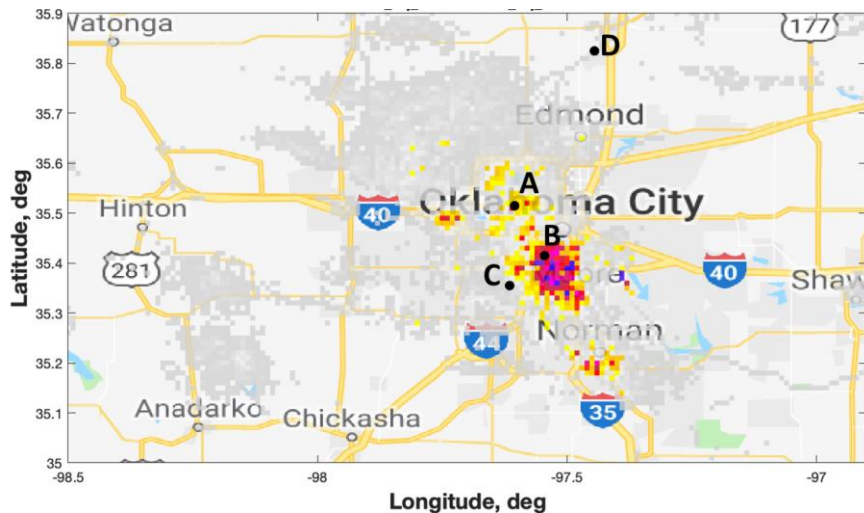 35.9
Watonga
177
D
35.8
35.7
Edmond
35.6
A
Oklahoma City
40
35.5
Hinton
B
35.4
281
C
ore
40
Shaw
35.3
44
Norman
35.2
35
35.1
Anadarko
Chickasha
35
-98.5
-98
-97.5
-97
Latitude, deg
Longitude, deg